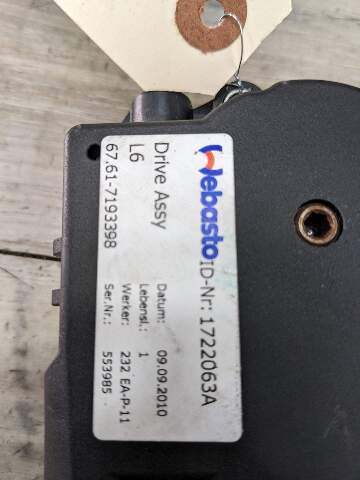 Webasto ID-Nr: 1722063A
Drive Assy
L6
67.61-7193398
Datum: 09.09.2010
Lebensl.: 1
Werker: 232 EA-P-11
Ser.Nr.: 553985